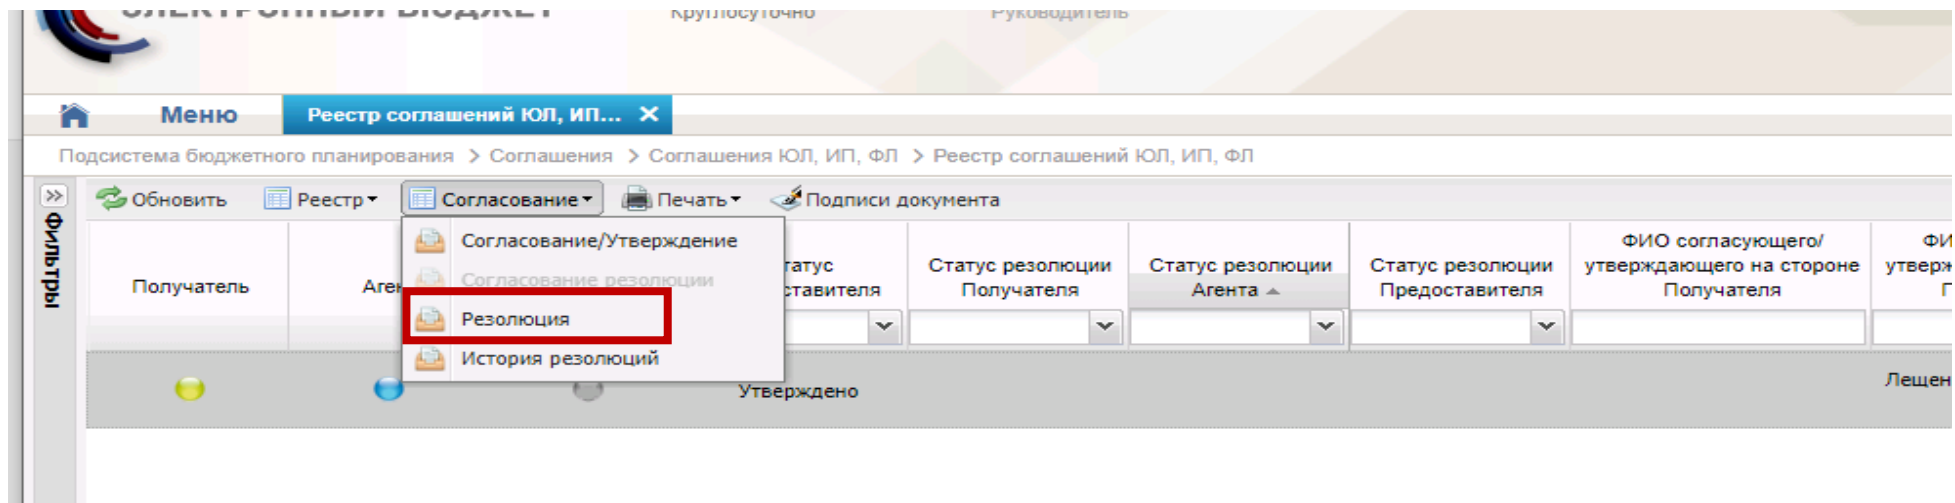 ЭЛЕКТРОННЫЙ БЮДЖЕТ
Круглосуточно
Руководитель
Меню
Реестр соглашений ЮЛ, ИП...
Подсистема бюджетного планирования > Соглашения > Соглашения ЮЛ, ИП, ФЛ > Реестр соглашений ЮЛ, ИП, ФЛ
Обновить Реестр Согласование Печать Подписи документа
Фильтры
Согласование/Утверждение
Согласование резолюции
Резолюция
История резолюций
Получатель
Статус резолюции
Получателя
Статус резолюции
Агента
Статус резолюции
Предоставителя
ФИО согласующего/
утверждающего на стороне
Получателя
Утверждено